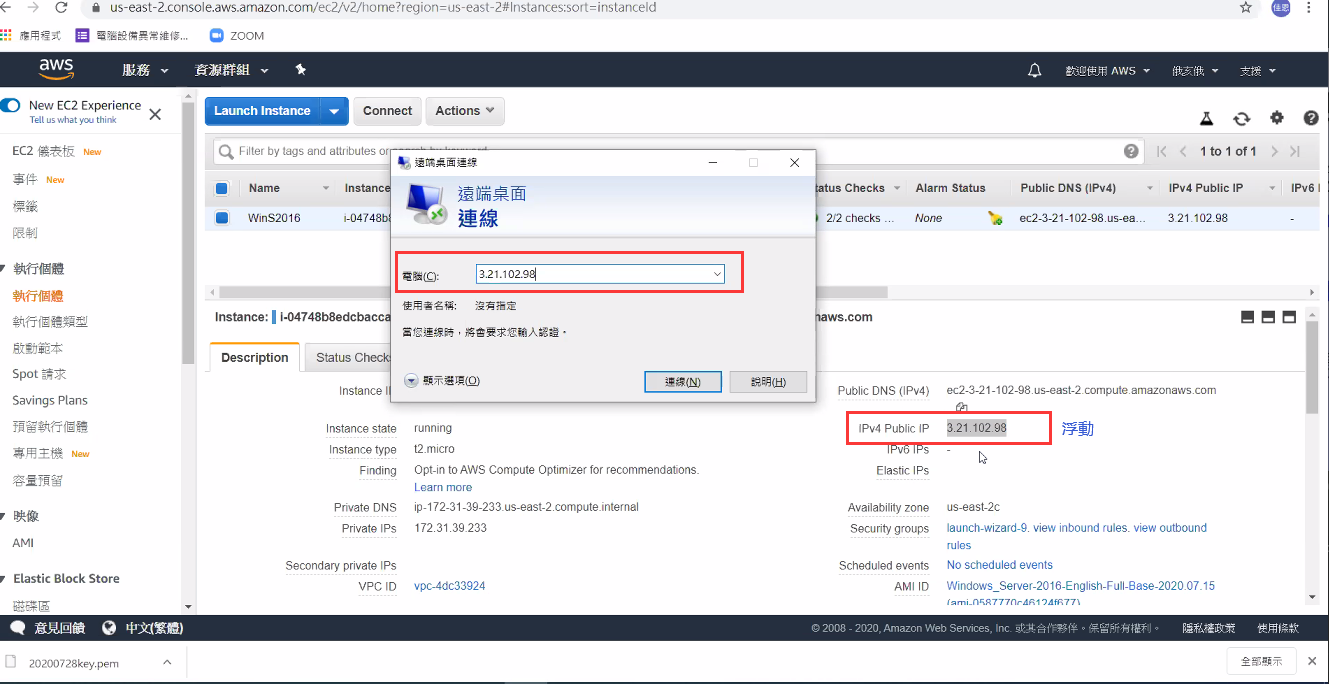 us-east-2.console.aws.amazon.com/ec2/v2/home?region=us-east-2#Instances:sort=instanceId
佳恩
應用程式 電腦設備異常維修... ZOOM
aws 服務 資源群組 歡迎使用 AWS 俄亥俄 支援
New EC2 Experience
Tell us what you think
Launch Instance Connect Actions
EC2 儀表板 New
事件 New
標籤
限制
執行個體
執行個體
執行個體類型
啟動範本
Spot 請求
Savings Plans
預留執行個體
專用主機 New
容量預留
映像
AMI
Elastic Block Store
磁碟區
Filter by tags and attributes or search by keyword
1 to 1 of 1
Name Instance Status Checks Alarm Status Public DNS (IPv4) IPv4 Public IP IPv6 I
WinS2016 i-04748b8 2/2 checks ... None ec2-3-21-102-98.us-ea... 3.21.102.98 -
遠端桌面連線
遠端桌面
連線
電腦(C): 3.21.102.98
使用者名稱: 沒有指定
當您連線時，將會要求您輸入認證。
顯示選項(O) 連線(N) 說明(H)
Instance: i-04748b8edcbacca naws.com
Description Status Checks
Instance I
Instance state running
Instance type t2.micro
Finding Opt-in to AWS Compute Optimizer for recommendations.
Learn more
Private DNS ip-172-31-39-233.us-east-2.compute.internal
Private IPs 172.31.39.233
Secondary private IPs
VPC ID vpc-4dc33924
Public DNS (IPv4) ec2-3-21-102-98.us-east-2.compute.amazonaws.com
IPv4 Public IP 3.21.102.98 浮動
IPv6 IPs -
Elastic IPs
Availability zone us-east-2c
Security groups launch-wizard-9. view inbound rules. view outbound
rules
Scheduled events No scheduled events
AMI ID Windows_Server-2016-English-Full-Base-2020.07.15
(ami-0587770c46124f677)
意見回饋 中文(繁體) © 2008 - 2020, Amazon Web Services, Inc. 或其合作夥伴。保留所有權利。 隱私權政策 使用條款
20200728key.pem 全部顯示